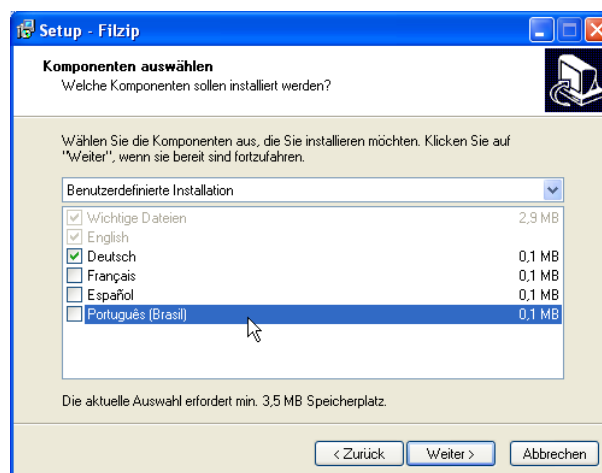 Setup - Filzip
Komponenten auswählen
Welche Komponenten sollen installiert werden?
Wählen Sie die Komponenten aus, die Sie installieren möchten. Klicken Sie auf
"Weiter", wenn sie bereit sind fortzufahren.
Benutzerdefinierte Installation
Wichtige Dateien 2,9 MB
English
Deutsch 0,1 MB
Français 0,1 MB
Español 0,1 MB
Português (Brasil) 0,1 MB
Die aktuelle Auswahl erfordert min. 3,5 MB Speicherplatz.
< Zurück Weiter > Abbrechen